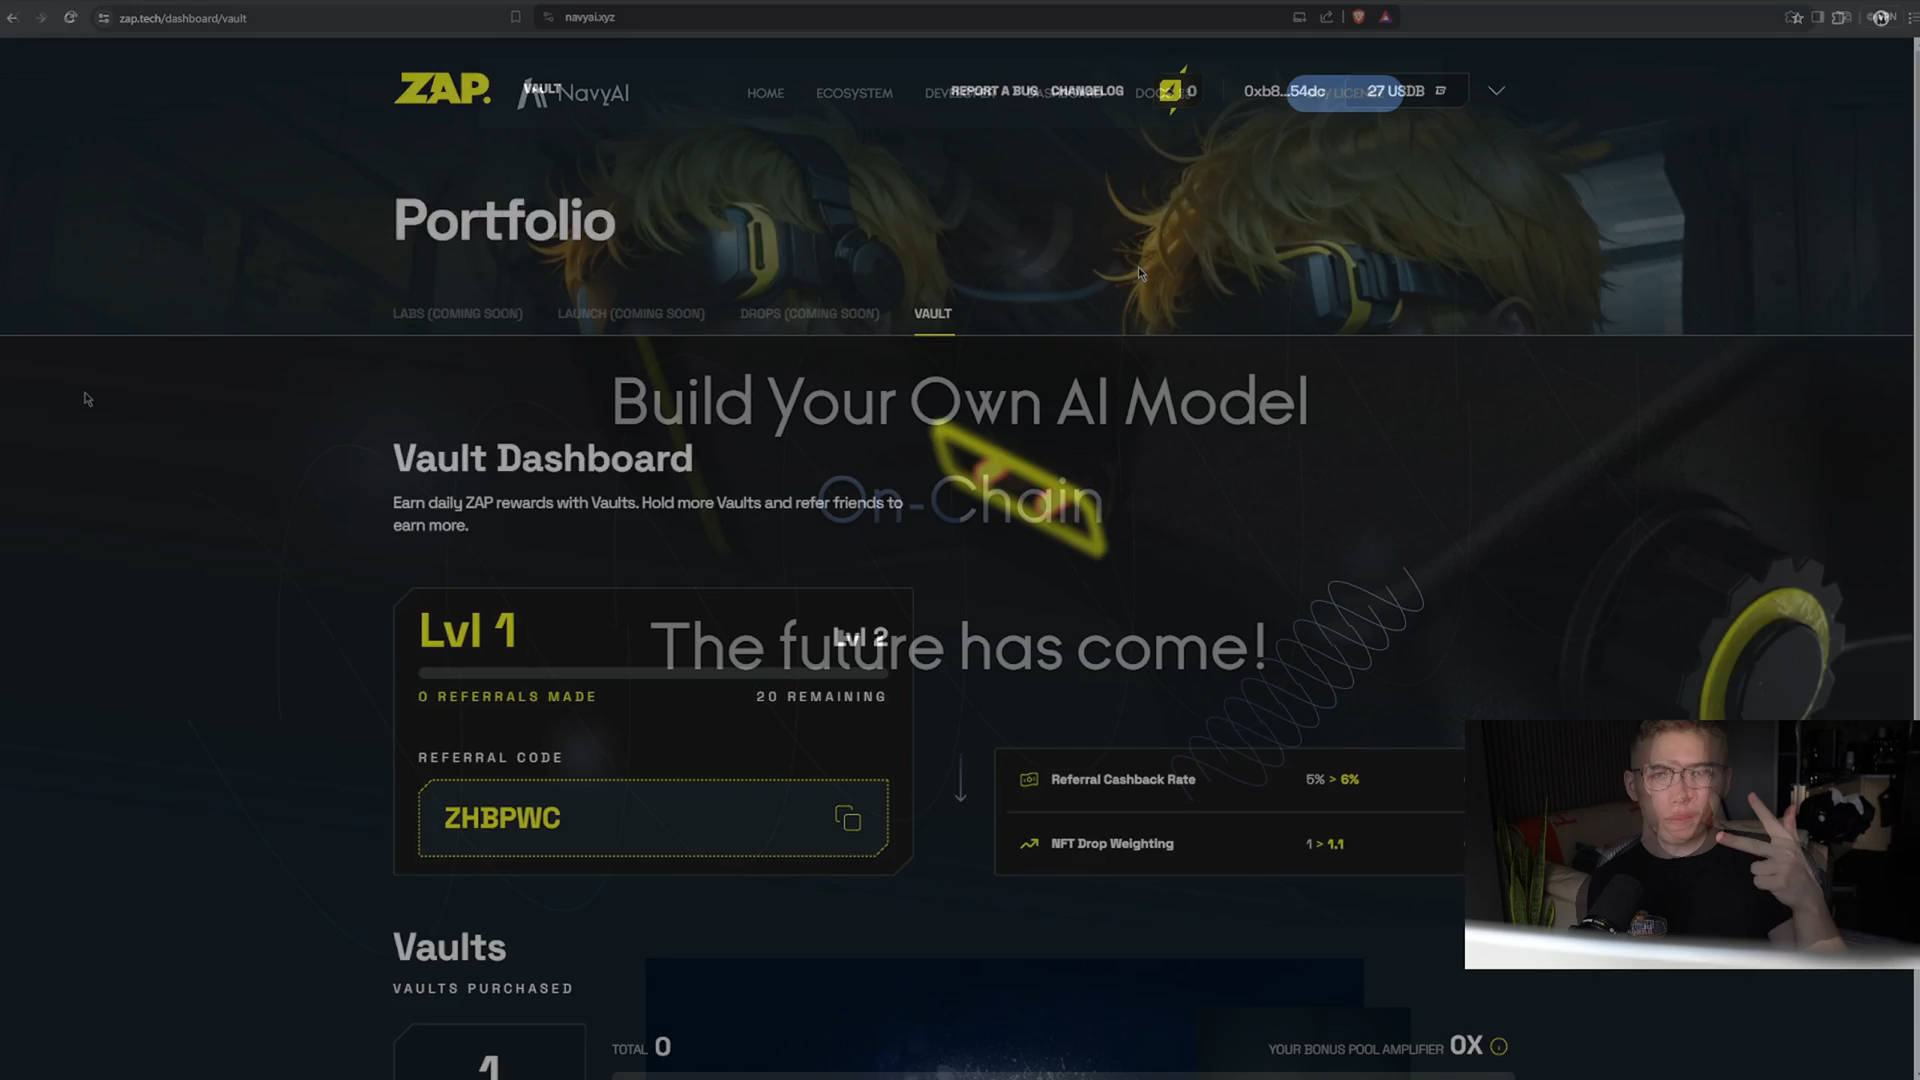 zap.tech/dashboard/vault
navyai.xyz
VPN
ZAP.
VAULT
NavyAI
HOME
ECOSYSTEM
REPORT A BUG
CHANGELOG
0
0xb8...54dc
27 USDB
Portfolio
LABS (COMING SOON)
LAUNCH (COMING SOON)
DROPS (COMING SOON)
VAULT
Build Your Own AI Model
On-Chain
The future has come!
Vault Dashboard
Earn daily ZAP rewards with Vaults. Hold more Vaults and refer friends to
earn more.
Lvl 1
Lvl 2
0 REFERRALS MADE
20 REMAINING
REFERRAL CODE
ZHBPWC
Referral Cashback Rate
5% > 6%
NFT Drop Weighting
1 > 1.1
Vaults
VAULTS PURCHASED
1
TOTAL 0
YOUR BONUS POOL AMPLIFIER 0X